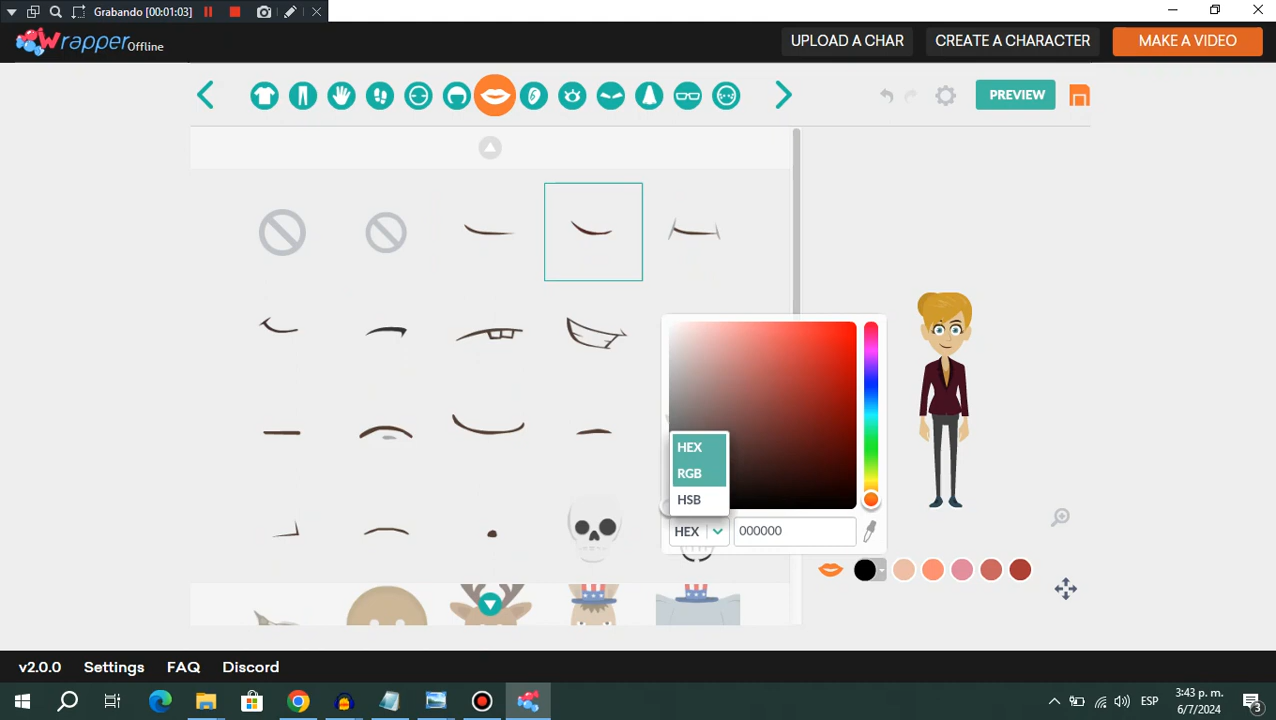 Grabando [00:01:03]
Wrapper Offline
UPLOAD A CHAR
CREATE A CHARACTER
MAKE A VIDEO
PREVIEW
HEX
RGB
HSB
HEX
000000
v2.0.0
Settings
FAQ
Discord
ESP
3:43 p. m.
6/7/2024
3